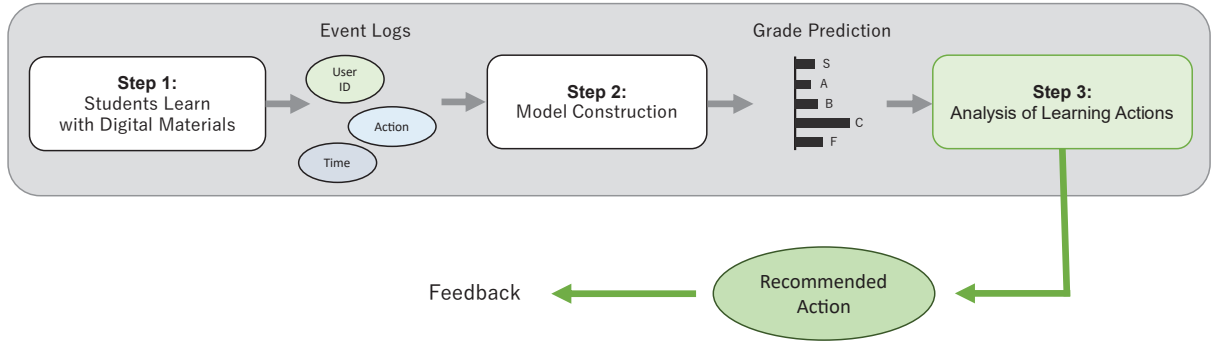 Event Logs
Grade Prediction
Step 1:
Students Learn
with Digital Materials
User
ID
Action
Time
Step 2:
Model Construction
S
A
B
C
F
Step 3:
Analysis of Learning Actions
Feedback
Recommended
Action